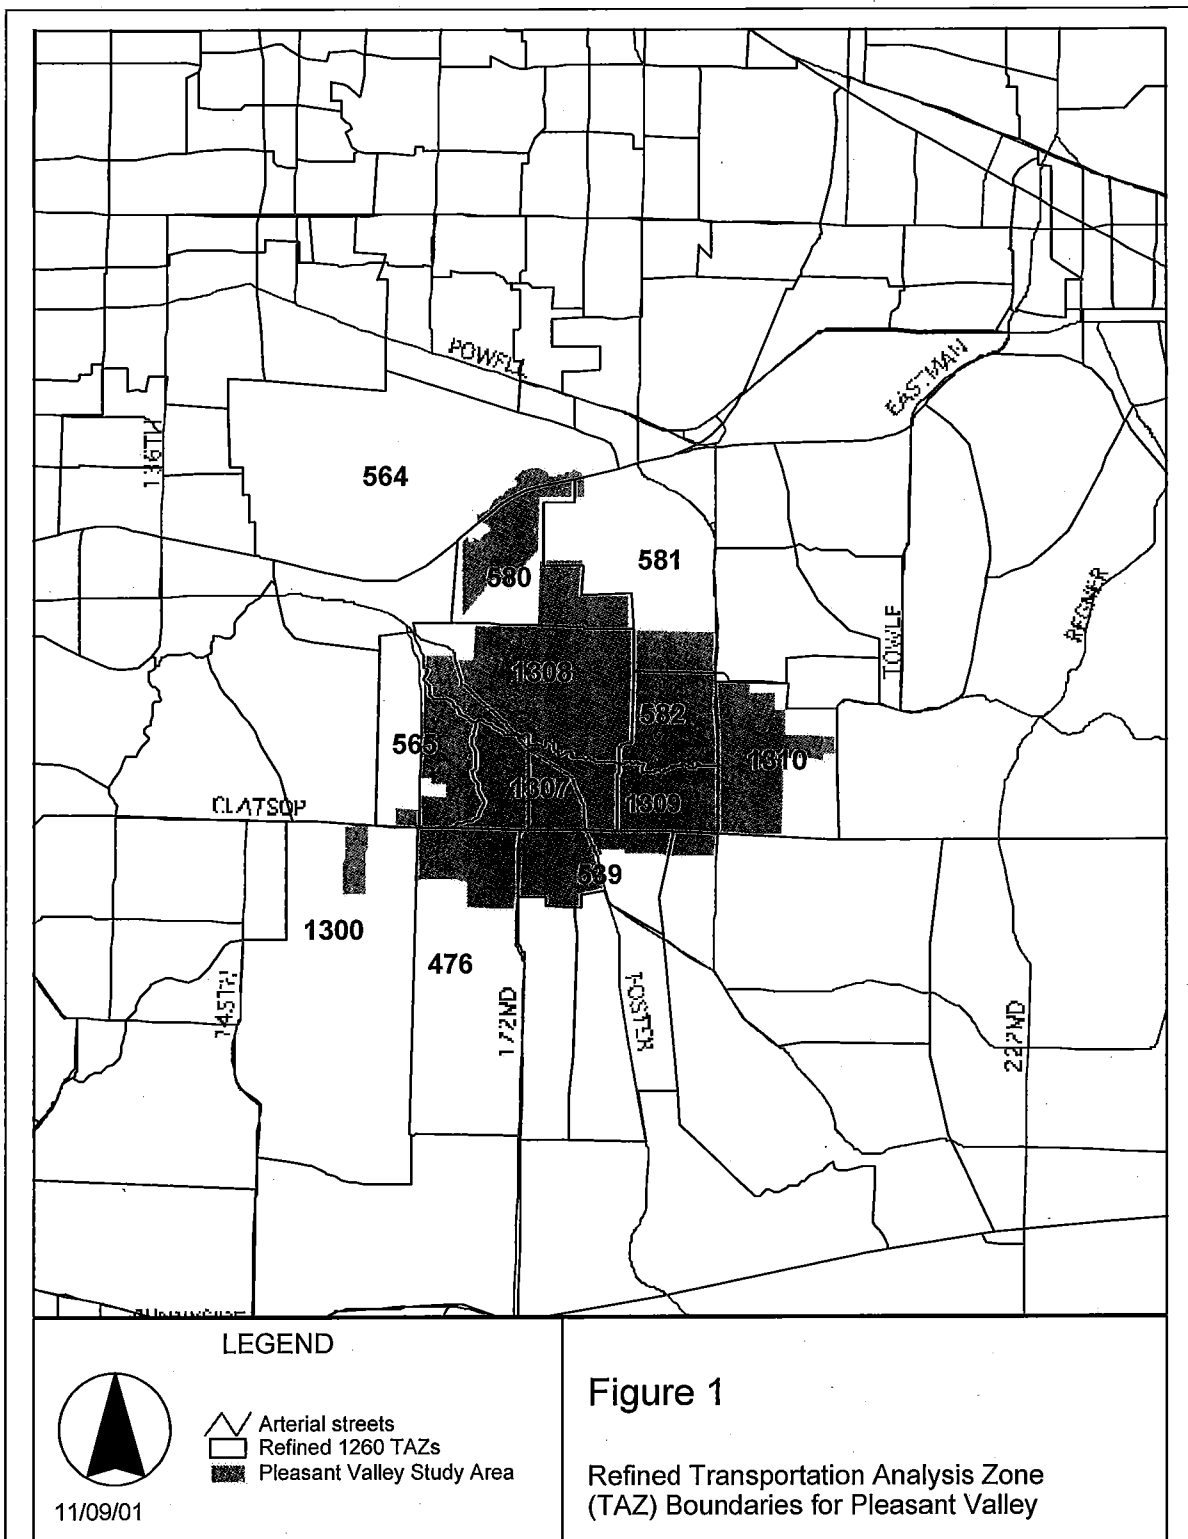 POWELL
EASTMAN
136TH
564
581
580
REGNER
TOWLE
1308
582
565
1310
1307
1309
CLATSOP
539
1300
476
145TH
172ND
FOSTER
222ND
LEGEND
Arterial streets
Refined 1260 TAZs
Pleasant Valley Study Area
11/09/01
Figure 1
Refined Transportation Analysis Zone
(TAZ) Boundaries for Pleasant Valley